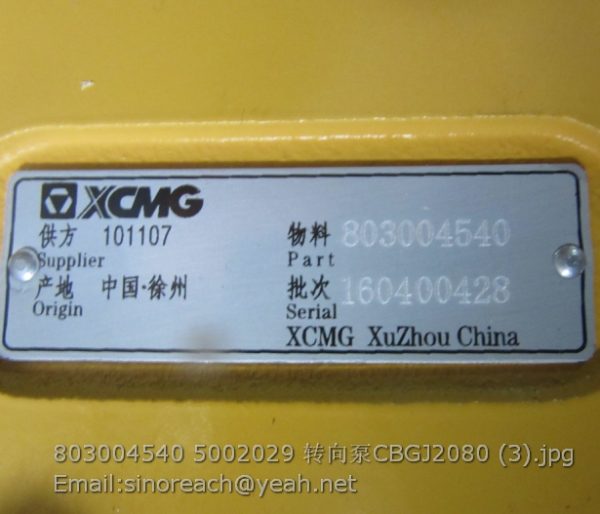 XCMG
供方 101107
Supplier
产地 中国·徐州
Origin
物料 803004540
Part
批次 160400428
Serial
XCMG XuZhou China
803004540 5002029 转向泵CBGJ2080 (3).jpg
Email:sinoreach@yeah.net